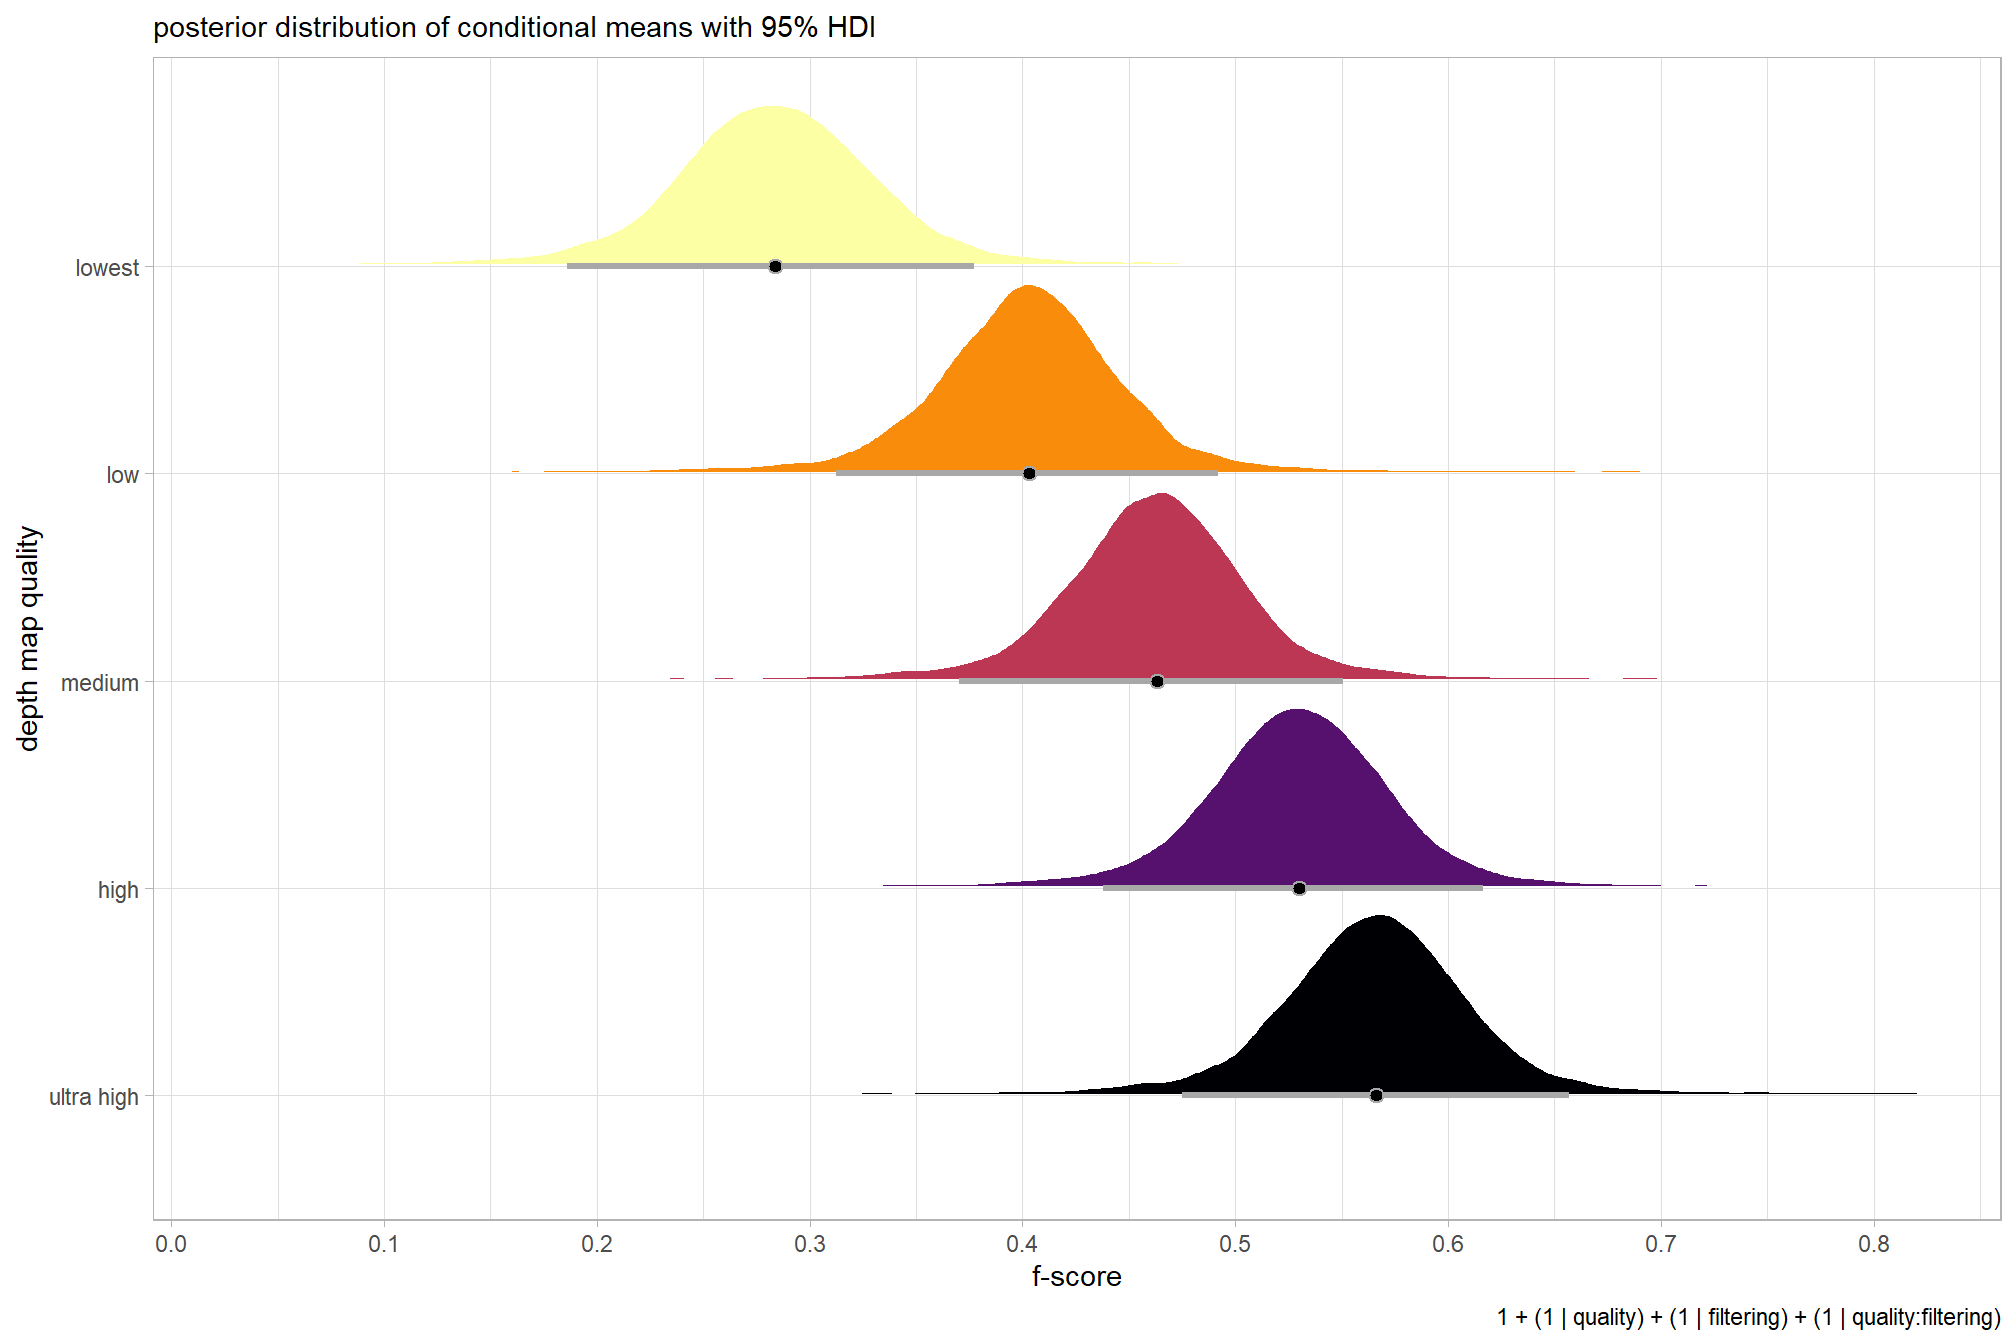 posterior distribution of conditional means with 95% HDI
depth map quality
lowest
low
medium
high
ultra high
0.0 0.1 0.2 0.3 0.4 0.5 0.6 0.7 0.8
f-score
1 + (1 | quality) + (1 | filtering) + (1 | quality:filtering)